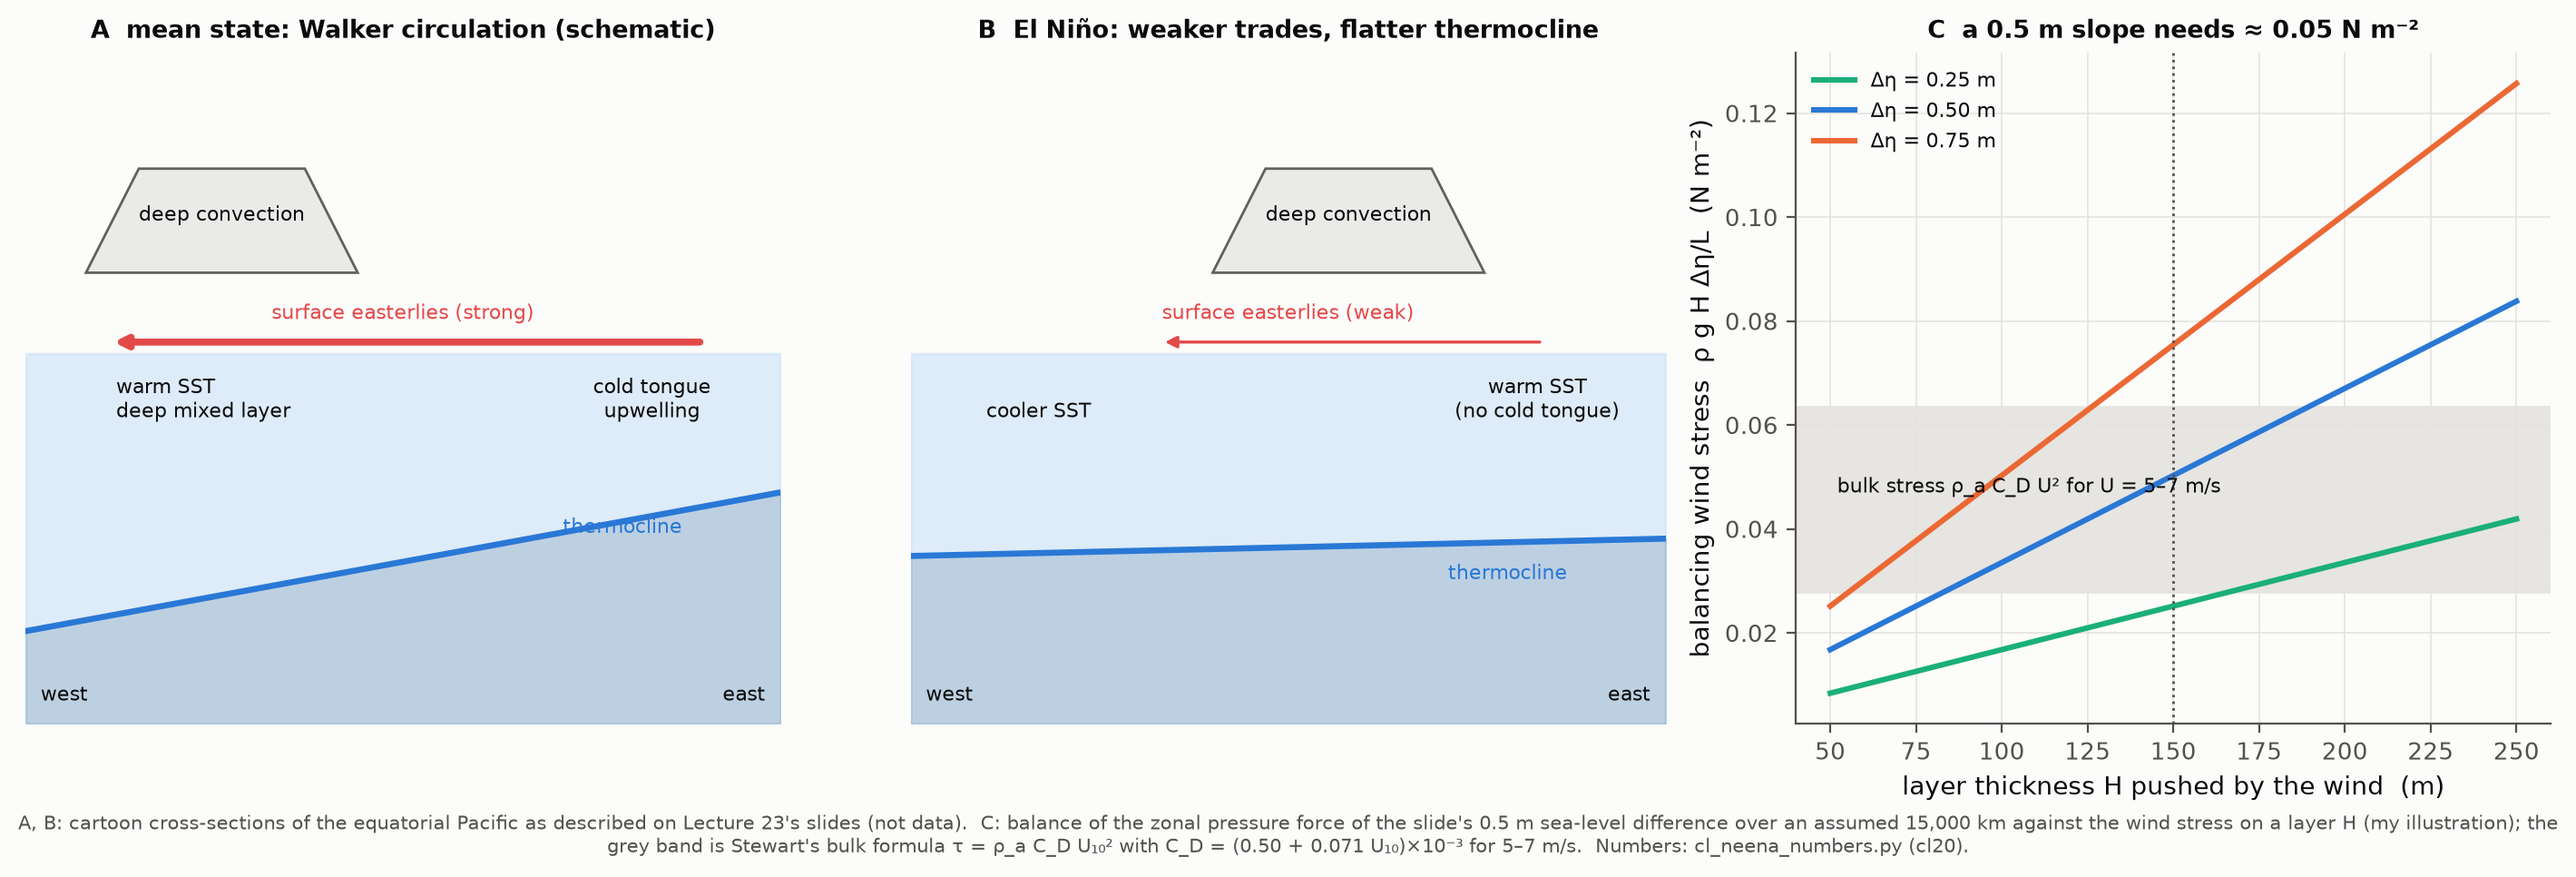 A  mean state: Walker circulation (schematic)
deep convection
surface easterlies (strong)
warm SST
deep mixed layer
cold tongue
upwelling
thermocline
west
east
B  El Niño: weaker trades, flatter thermocline
deep convection
surface easterlies (weak)
cooler SST
warm SST
(no cold tongue)
thermocline
west
east
C  a 0.5 m slope needs ≈ 0.05 N m⁻²
Δη = 0.25 m
Δη = 0.50 m
Δη = 0.75 m
balancing wind stress  ρ g H Δη/L  (N m⁻²)
0.12
0.10
0.08
0.06
0.04
0.02
bulk stress ρ_a C_D U² for U = 5–7 m/s
50 75 100 125 150 175 200 225 250
layer thickness H pushed by the wind  (m)
A, B: cartoon cross-sections of the equatorial Pacific as described on Lecture 23's slides (not data).  C: balance of the zonal pressure force of the slide's 0.5 m sea-level difference over an assumed 15,000 km against the wind stress on a layer H (my illustration); the
grey band is Stewart's bulk formula τ = ρ_a C_D U₁₀² with C_D = (0.50 + 0.071 U₁₀)×10⁻³ for 5–7 m/s.  Numbers: cl_neena_numbers.py (cl20).